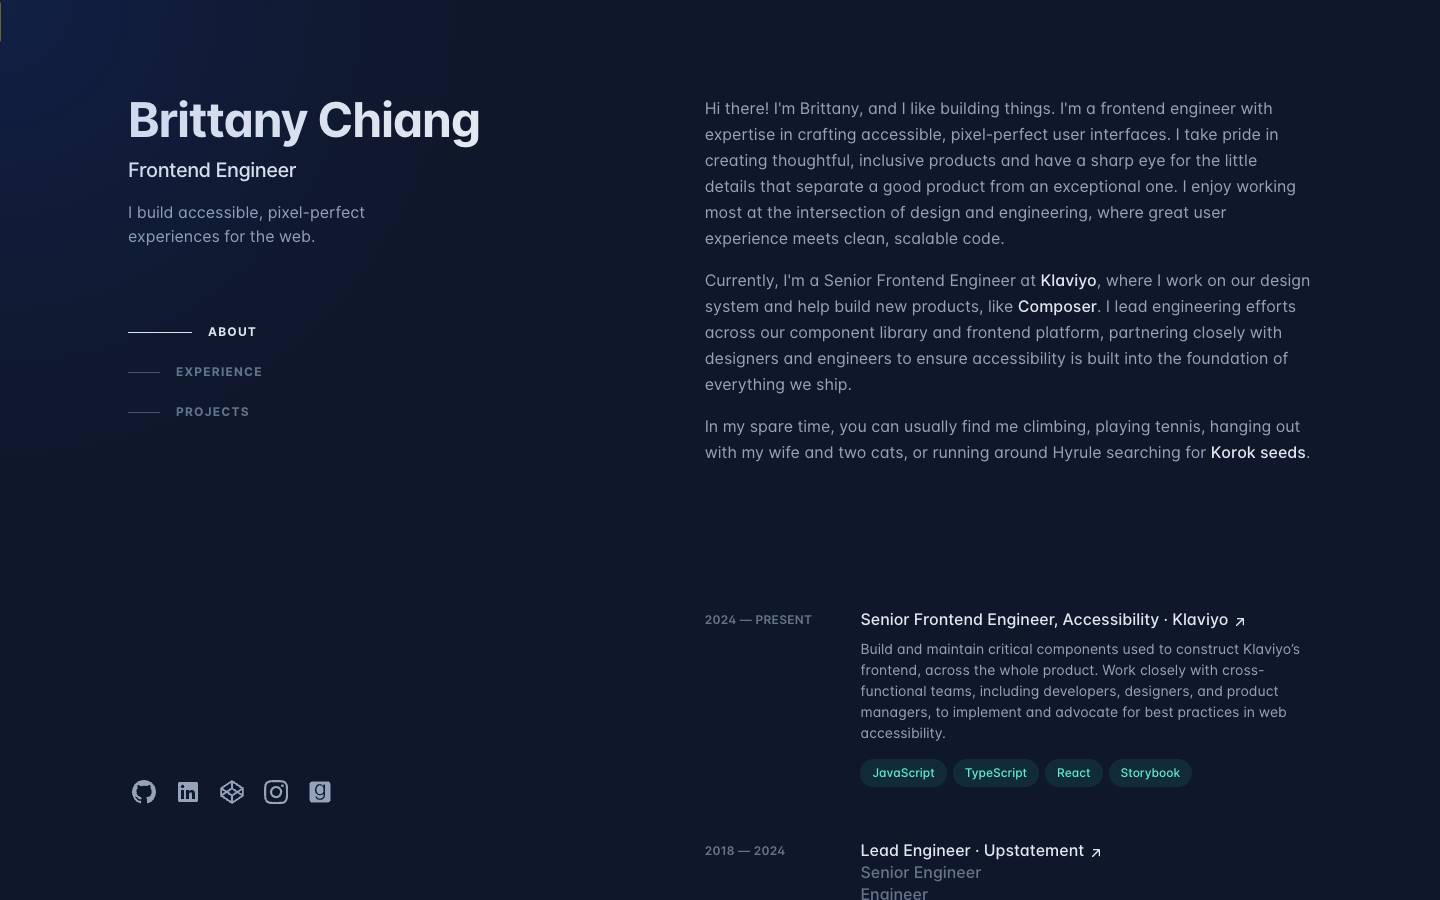 Brittany Chiang
Frontend Engineer
I build accessible, pixel-perfect
experiences for the web.
ABOUT
EXPERIENCE
PROJECTS
Hi there! I'm Brittany, and I like building things. I'm a frontend engineer with
expertise in crafting accessible, pixel-perfect user interfaces. I take pride in
creating thoughtful, inclusive products and have a sharp eye for the little
details that separate a good product from an exceptional one. I enjoy working
most at the intersection of design and engineering, where great user
experience meets clean, scalable code.
Currently, I'm a Senior Frontend Engineer at Klaviyo, where I work on our design
system and help build new products, like Composer. I lead engineering efforts
across our component library and frontend platform, partnering closely with
designers and engineers to ensure accessibility is built into the foundation of
everything we ship.
In my spare time, you can usually find me climbing, playing tennis, hanging out
with my wife and two cats, or running around Hyrule searching for Korok seeds.
2024 — PRESENT
Senior Frontend Engineer, Accessibility · Klaviyo
Build and maintain critical components used to construct Klaviyo’s
frontend, across the whole product. Work closely with cross-
functional teams, including developers, designers, and product
managers, to implement and advocate for best practices in web
accessibility.
JavaScript
TypeScript
React
Storybook
2018 — 2024
Lead Engineer · Upstatement
Senior Engineer
Engineer